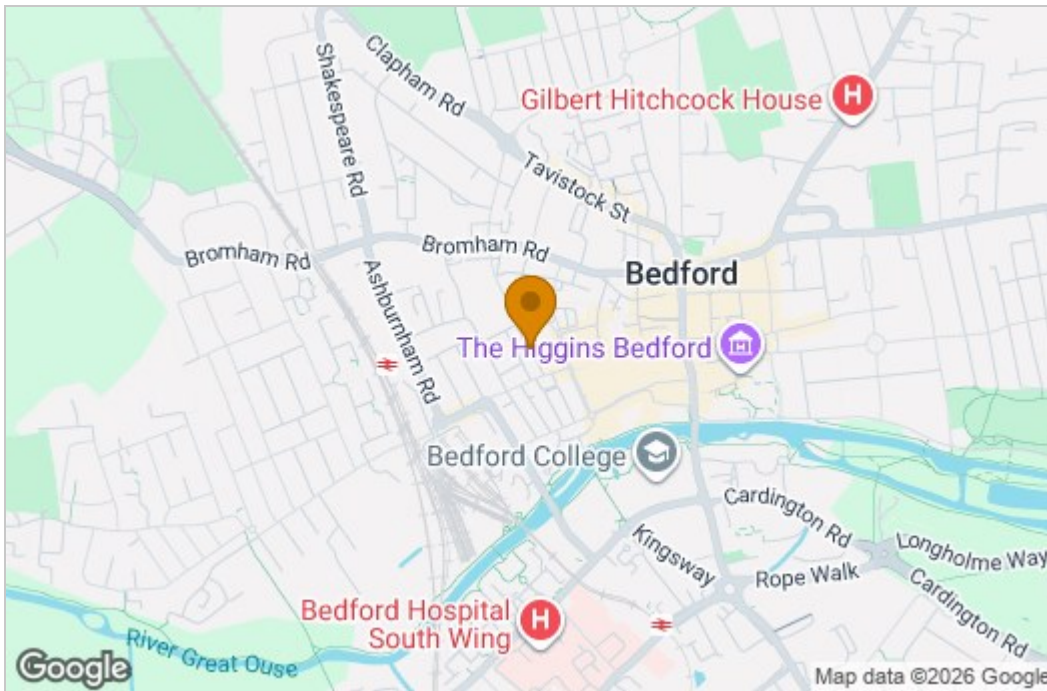 Clapham Rd
Shakespeare Rd
Gilbert Hitchcock House
H
Tavistock St
Bromham Rd
Bromham Rd
Bedford
Ashburnham Rd
The Higgins Bedford
Bedford College
Cardington Rd
Kingsway
Longholme Way
Rope Walk
Cardington Rd
Bedford Hospital
South Wing
H
River Great Ouse
Google
Map data ©2026 Google